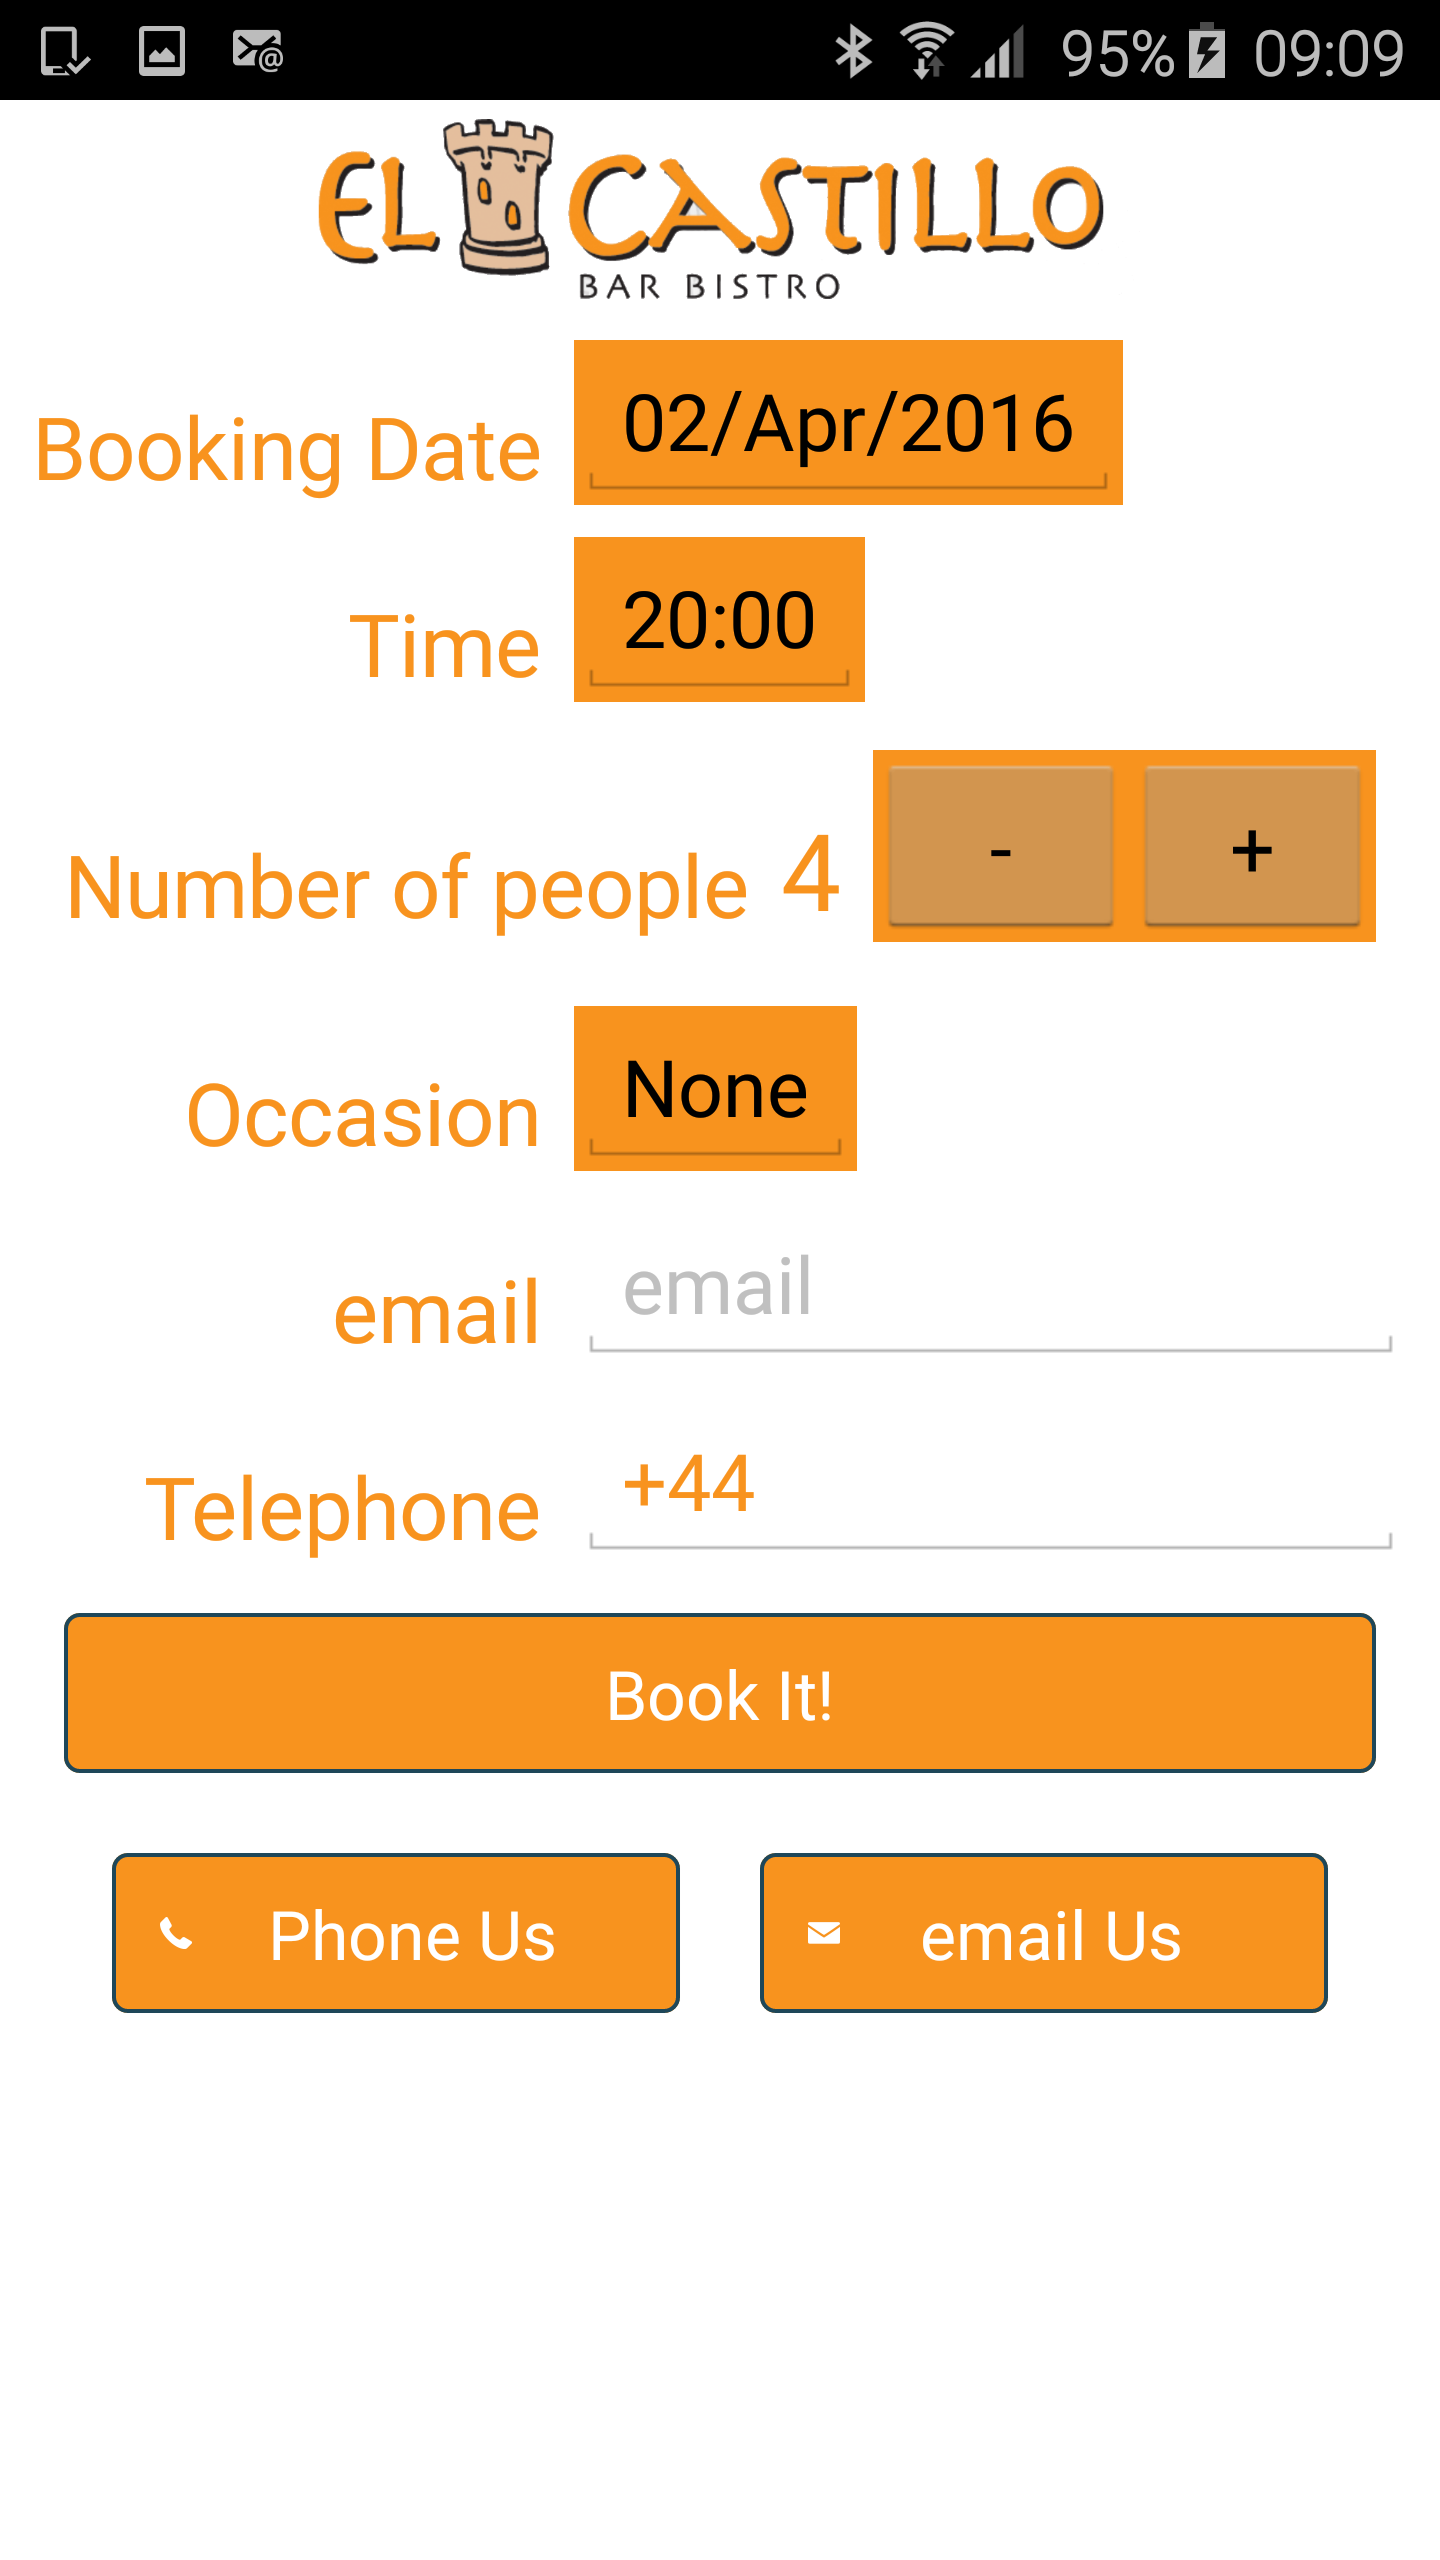 95% 09:09
EL CASTILLO
BAR BISTRO
Booking Date 02/Apr/2016
Time 20:00
Number of people 4 - +
Occasion None
email email
Telephone +44
Book It!
Phone Us email Us